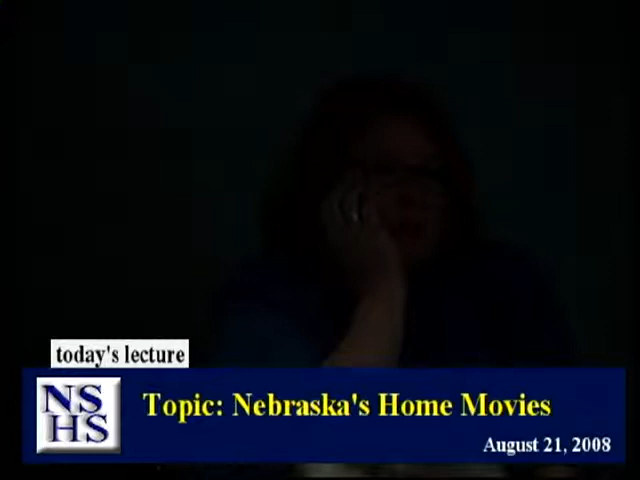 today's lecture
NS
HS
Topic: Nebraska's Home Movies
August 21, 2008